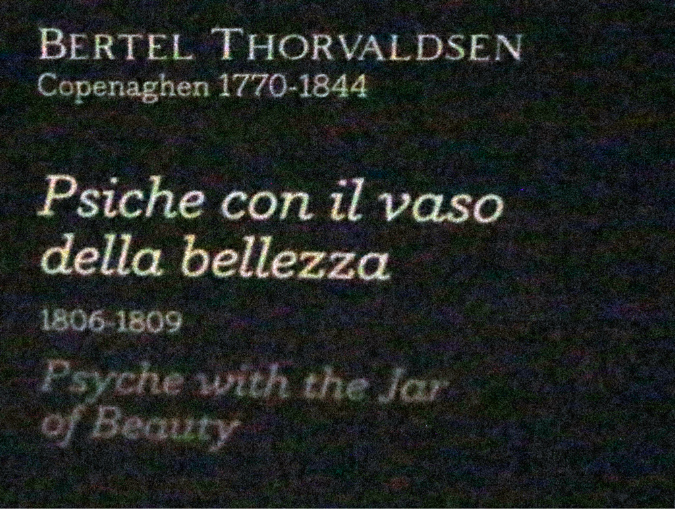 BERTEL THORVALDSEN
Copenaghen 1770-1844
Psiche con il vaso
della bellezza
1806-1809
Psyche with the Jar
of Beauty